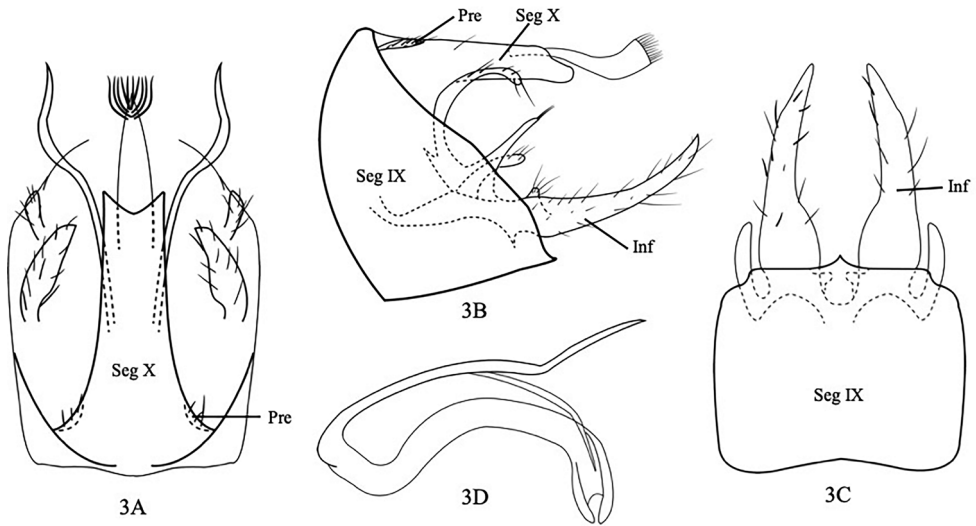 Pre
Seg X
Seg IX
Inf
3B
Seg X
Pre
3A
3D
Inf
Seg IX
3C